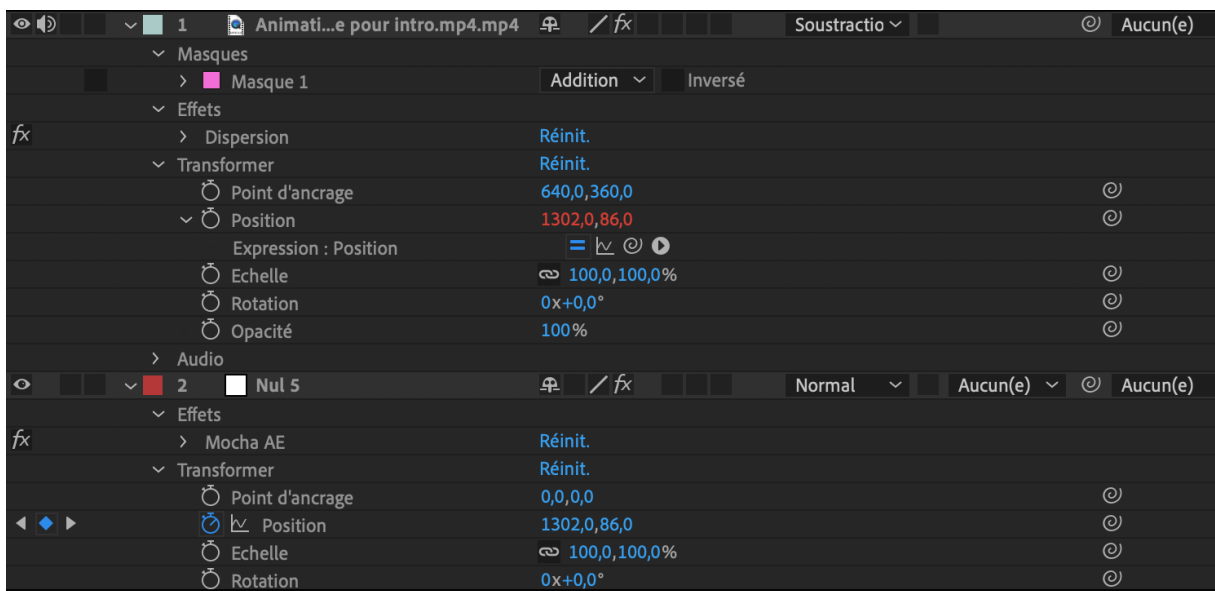 1 Animati...e pour intro.mp4.mp4 fx Soustractio Aucun(e)
Masques
Masque 1 Addition Inversé
Effets
fx Dispersion Réinit.
Transformer Réinit.
Point d'ancrage 640,0,360,0
Position 1302,0,86,0
Expression : Position
Echelle 100,0,100,0%
Rotation 0x+0,0°
Opacité 100%
Audio
2 Nul 5 fx Normal Aucun(e) Aucun(e)
Effets
fx Mocha AE Réinit.
Transformer Réinit.
Point d'ancrage 0,0,0,0
Position 1302,0,86,0
Echelle 100,0,100,0%
Rotation 0x+0,0°